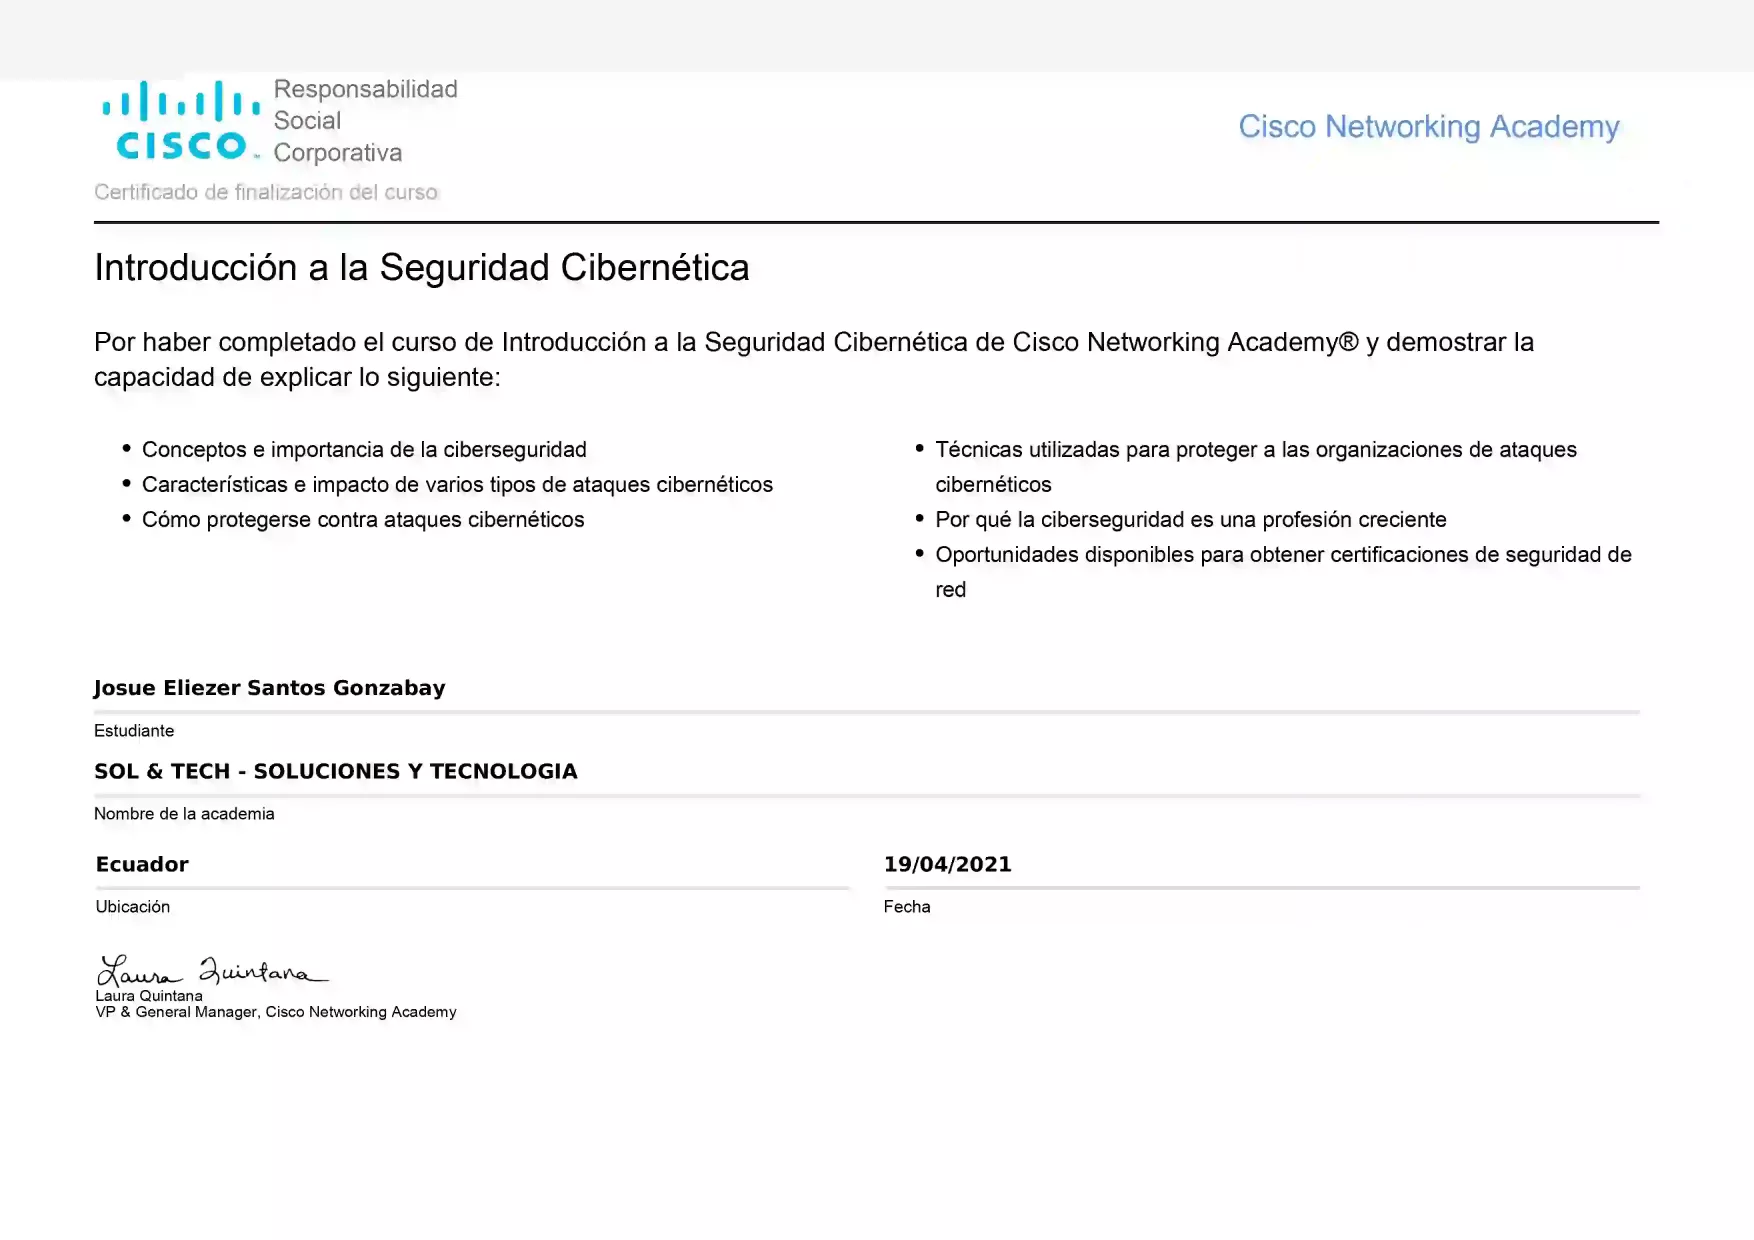 CISCO
Responsabilidad
Social
Corporativa
Cisco Networking Academy
Certificado de finalización del curso
Introducción a la Seguridad Cibernética
Por haber completado el curso de Introducción a la Seguridad Cibernética de Cisco Networking Academy® y demostrar la
capacidad de explicar lo siguiente:
• Conceptos e importancia de la ciberseguridad
• Características e impacto de varios tipos de ataques cibernéticos
• Cómo protegerse contra ataques cibernéticos
• Técnicas utilizadas para proteger a las organizaciones de ataques
cibernéticos
• Por qué la ciberseguridad es una profesión creciente
• Oportunidades disponibles para obtener certificaciones de seguridad de
red
Josue Eliezer Santos Gonzabay
Estudiante
SOL & TECH - SOLUCIONES Y TECNOLOGIA
Nombre de la academia
Ecuador
Ubicación
19/04/2021
Fecha
Laura Quintana
Laura Quintana
VP & General Manager, Cisco Networking Academy